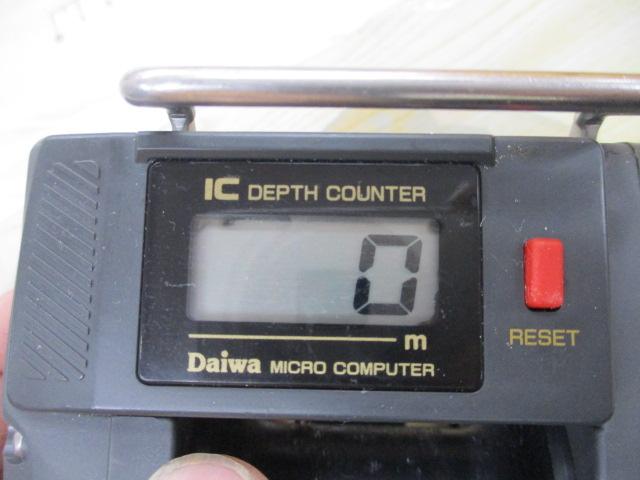 IC DEPTH COUNTER
0
m
Daiwa MICRO COMPUTER
RESET